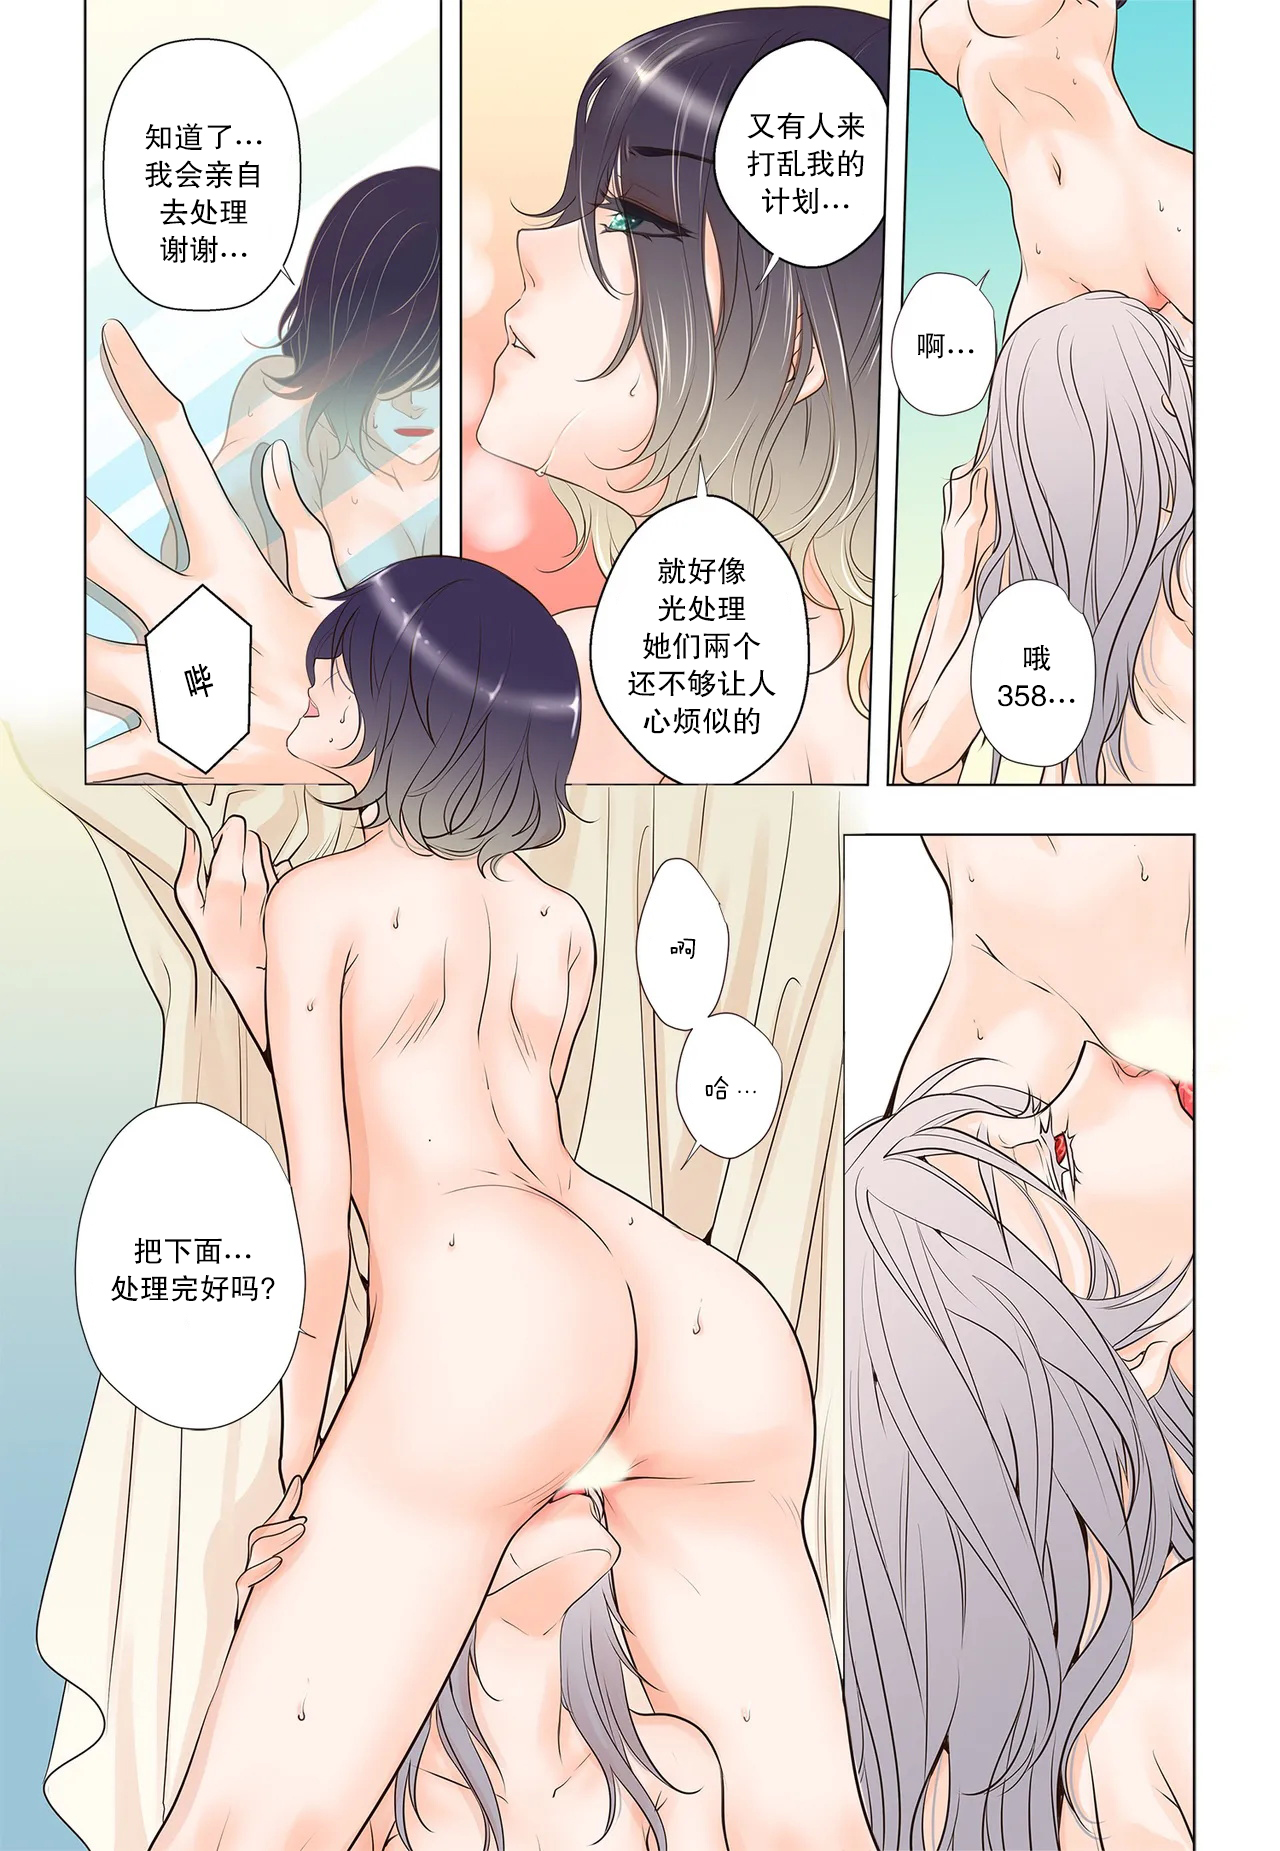 啊…
哦
358…
又有人来
打乱我的
计划…
就好像
光处理
她们兩个
还不够让人
心烦似的
知道了…
我会亲自
去处理
谢谢…
啊
哈…
把下面…
处理完好吗?